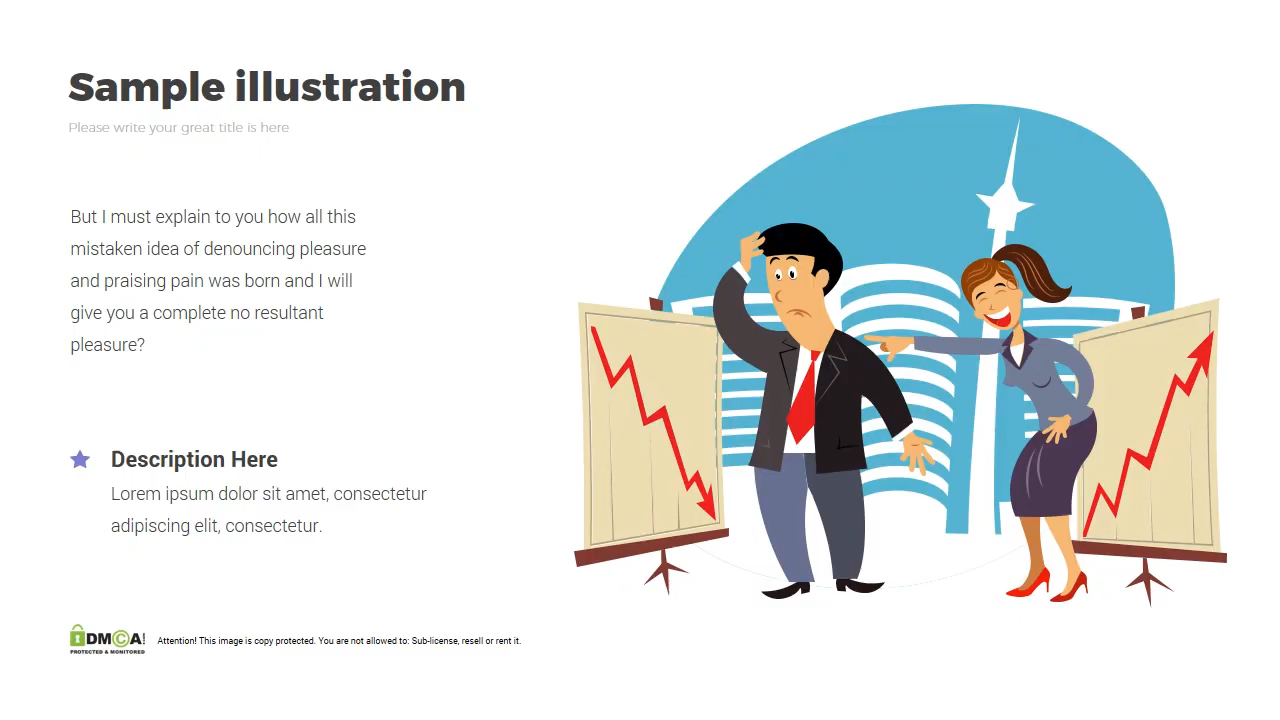 Sample illustration
Please write your great title is here
But I must explain to you how all this
mistaken idea of denouncing pleasure
and praising pain was born and I will
give you a complete no resultant
pleasure?
Description Here
Lorem ipsum dolor sit amet, consectetur
adipiscing elit, consectetur.
DMCA!
PROTECTED & MONITORED
Attention! This image is copy protected. You are not allowed to: Sub-license, resell or rent it.